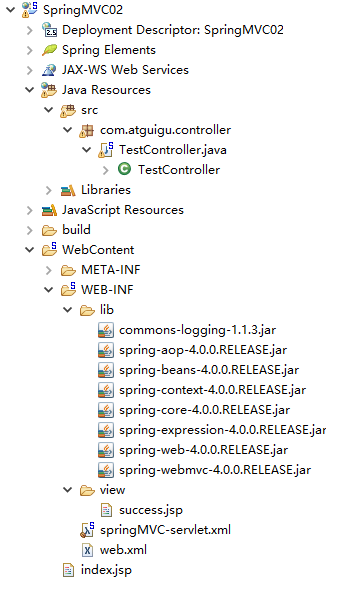 SpringMVC02
Deployment Descriptor: SpringMVC02
Spring Elements
JAX-WS Web Services
Java Resources
src
com.atguigu.controller
TestController.java
TestController
Libraries
JavaScript Resources
build
WebContent
META-INF
WEB-INF
lib
commons-logging-1.1.3.jar
spring-aop-4.0.0.RELEASE.jar
spring-beans-4.0.0.RELEASE.jar
spring-context-4.0.0.RELEASE.jar
spring-core-4.0.0.RELEASE.jar
spring-expression-4.0.0.RELEASE.jar
spring-web-4.0.0.RELEASE.jar
spring-webmvc-4.0.0.RELEASE.jar
view
success.jsp
springMVC-servlet.xml
web.xml
index.jsp